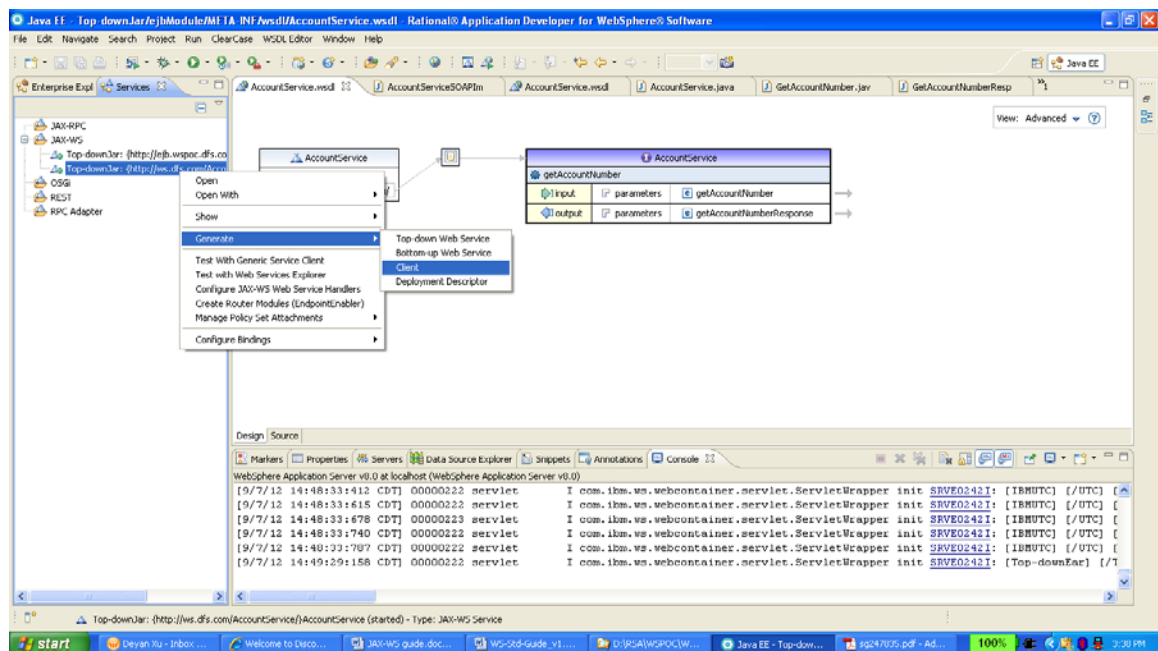 Java EE - Top-downJar/ejbModule/META-INF/wsdl/AccountService.wsdl - Rational® Application Developer for WebSphere® Software
File Edit Navigate Search Project Run ClearCase WSDL Editor Window Help
Java EE
Enterprise Expl
Services
AccountService.wsdl
AccountServiceSOAPIm
AccountService.wsdl
AccountService.java
GetAccountNumber.jav
GetAccountNumberResp
»1
View: Advanced
JAX-RPC
JAX-WS
Top-downJar: {http://ejb.wspoc.dfs.co
Top-downJar: {http://ws.dfs.com/Acco
OSGi
REST
RPC Adapter
Open
Open With
Show
Generate
Test With Generic Service Client
Test with Web Services Explorer
Configure JAX-WS Web Service Handlers
Create Router Modules (EndpointEnabler)
Manage Policy Set Attachments
Configure Bindings
Top-down Web Service
Bottom-up Web Service
Client
Deployment Descriptor
AccountService
AccountService
getAccountNumber
input parameters getAccountNumber
output parameters getAccountNumberResponse
Design Source
Markers Properties Servers Data Source Explorer Snippets Annotations Console
WebSphere Application Server v8.0 at localhost (WebSphere Application Server v8.0)
[9/7/12 14:48:33:412 CDT] 00000222 servlet I com.ibm.ws.webcontainer.servlet.ServletWrapper init SRVE0242I: [IBMUTC] [/UTC] [
[9/7/12 14:48:33:615 CDT] 00000222 servlet I com.ibm.ws.webcontainer.servlet.ServletWrapper init SRVE0242I: [IBMUTC] [/UTC] [
[9/7/12 14:48:33:678 CDT] 00000223 servlet I com.ibm.ws.webcontainer.servlet.ServletWrapper init SRVE0242I: [IBMUTC] [/UTC] [
[9/7/12 14:48:33:740 CDT] 00000222 servlet I com.ibm.ws.webcontainer.servlet.ServletWrapper init SRVE0242I: [IBMUTC] [/UTC] [
[9/7/12 14:48:33:787 CDT] 00000222 servlet I com.ibm.ws.webcontainer.servlet.ServletWrapper init SRVE0242I: [IBMUTC] [/UTC] [
[9/7/12 14:49:29:158 CDT] 00000222 servlet I com.ibm.ws.webcontainer.servlet.ServletWrapper init SRVE0242I: [Top-downEar] [/T
Top-downJar: {http://ws.dfs.com/AccountService/}AccountService (started) - Type: JAX-WS Service
start
Deyan Xu - Inbox ...
Welcome to Disco...
JAX-WS guide.doc...
WS-Std-Guide_v1....
D:\RSA\WSPOC\W...
Java EE - Top-dow...
sg247835.pdf - Ad...
100%
3:38 PM